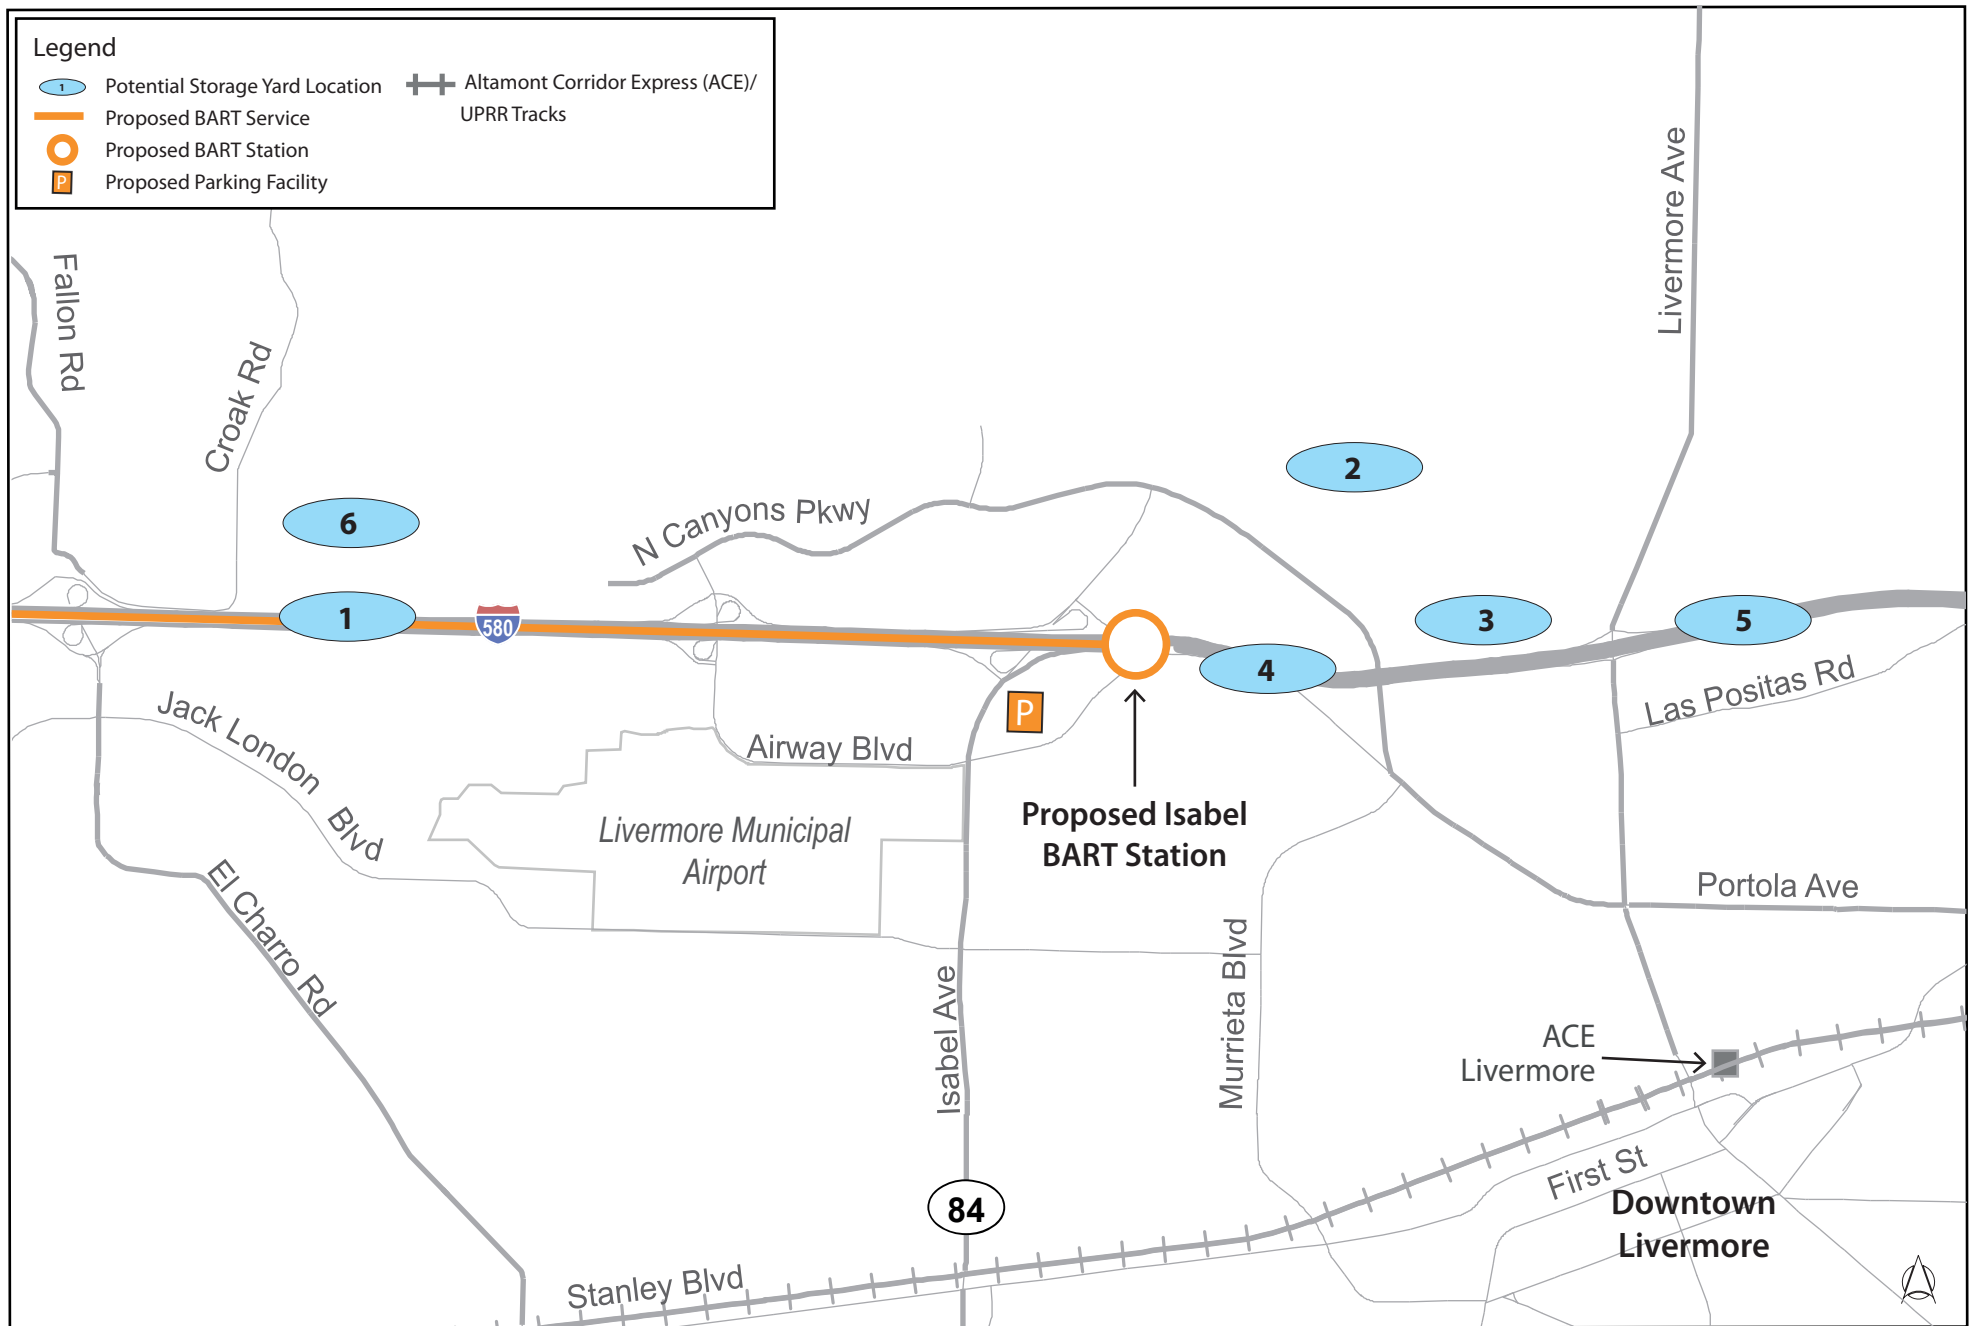 Legend
1 Potential Storage Yard Location
Proposed BART Service
Proposed BART Station
P Proposed Parking Facility
Altamont Corridor Express (ACE)/
UPRR Tracks
Livermore Ave
Fallon Rd
Croak Rd
2
N Canyons Pkwy
6
1
580
3
5
4
Las Positas Rd
P
Jack London Blvd
Airway Blvd
Proposed Isabel
BART Station
Livermore Municipal
Airport
El Charro Rd
Portola Ave
Isabel Ave
Murrieta Blvd
ACE
Livermore
First St
Downtown
Livermore
84
Stanley Blvd